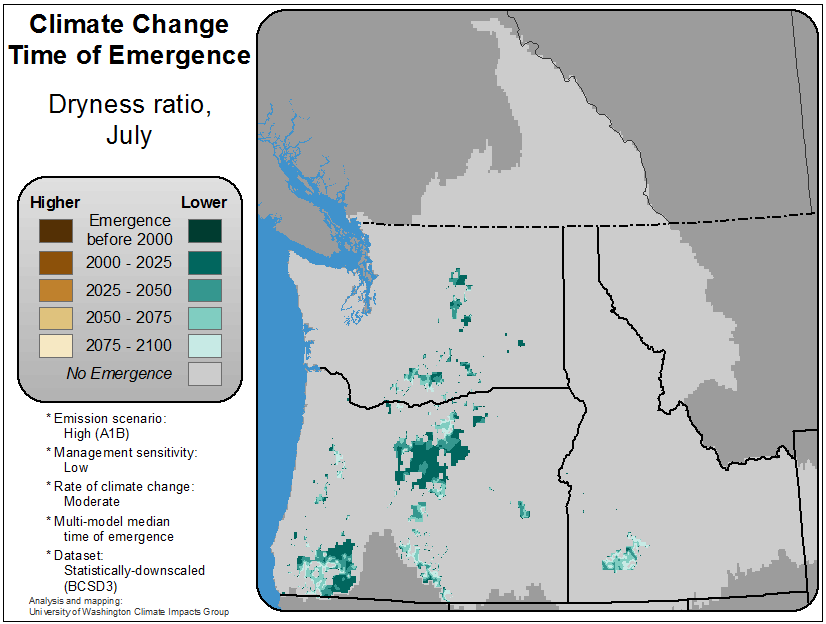 Climate Change
Time of Emergence
Dryness ratio,
July
Higher Lower
Emergence
before 2000
2000 - 2025
2025 - 2050
2050 - 2075
2075 - 2100
No Emergence
* Emission scenario:
High (A1B)
* Management sensitivity:
Low
* Rate of climate change:
Moderate
* Multi-model median
time of emergence
* Dataset:
Statistically-downscaled
(BCSD3)
Analysis and mapping:
University of Washington Climate Impacts Group